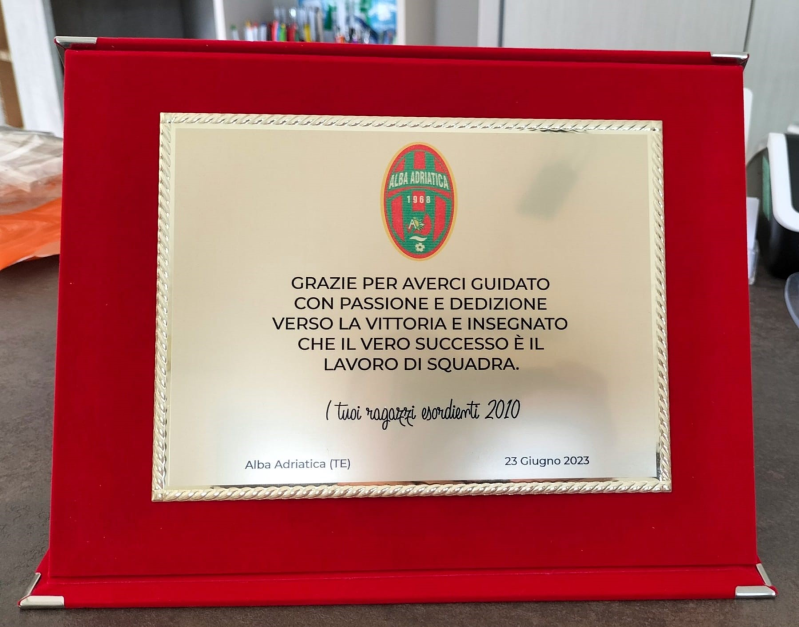 ALBA ADRIATICA
1968
GRAZIE PER AVERCI GUIDATO
CON PASSIONE E DEDIZIONE
VERSO LA VITTORIA E INSEGNATO
CHE IL VERO SUCCESSO È IL
LAVORO DI SQUADRA.
I tuoi ragazzi esordienti 2010
Alba Adriatica (TE)
23 Giugno 2023